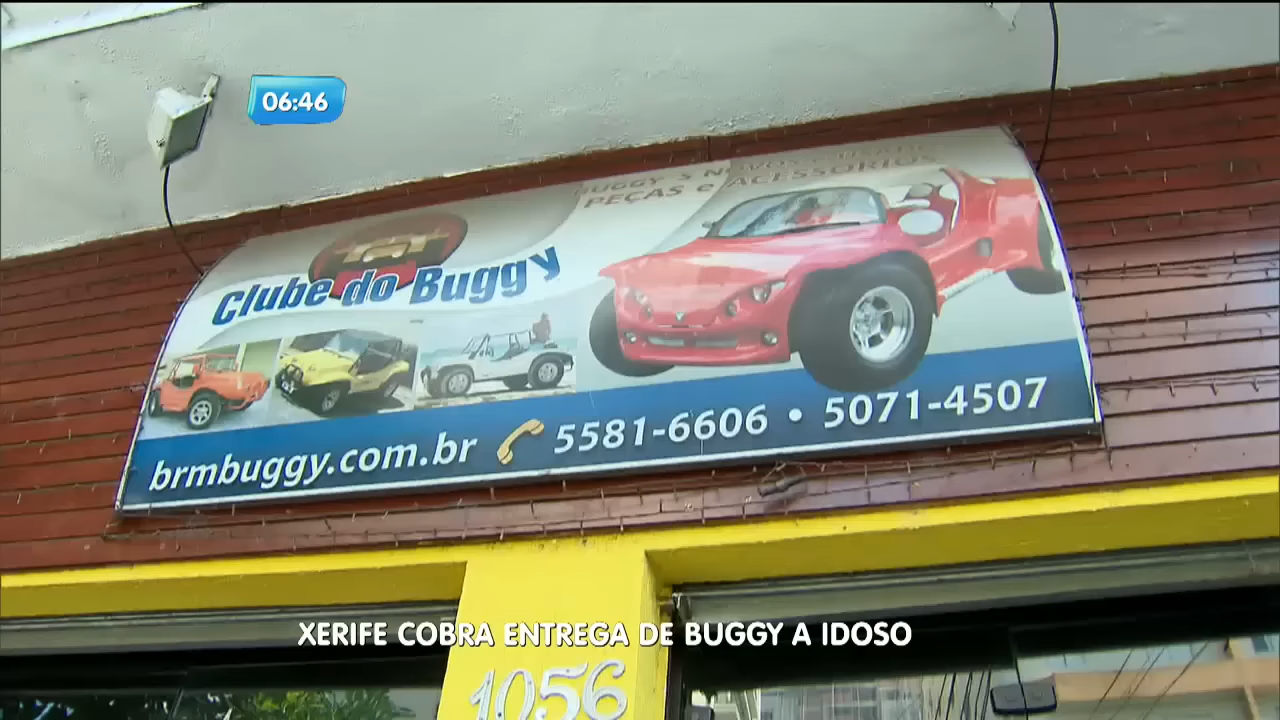 06:46
BUGGY'S NOVOS
PEÇAS e ACESSÓRIOS
Clube do Buggy
brmbuggy.com.br 5581-6606 • 5071-4507
XERIFE COBRA ENTREGA DE BUGGY A IDOSO
1056